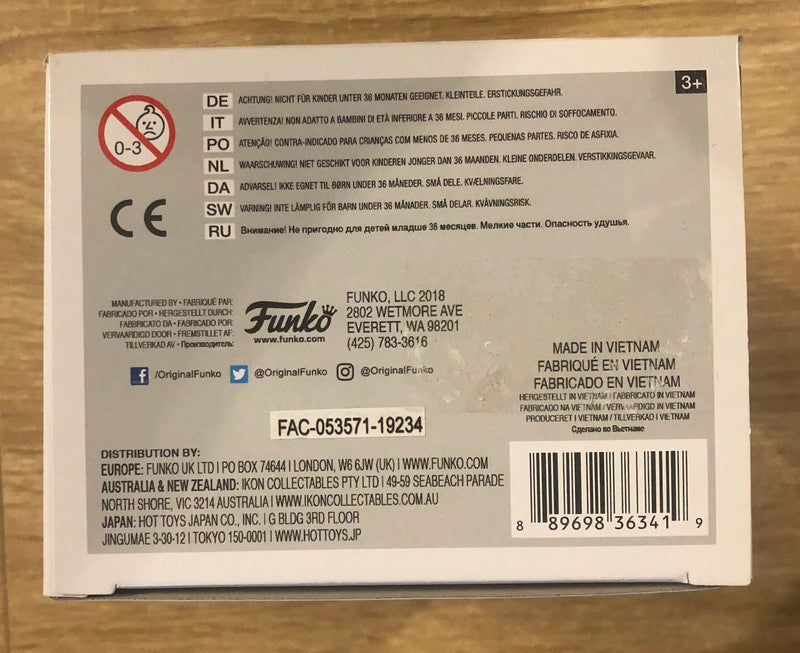 3+
0-3
DE ACHTUNG! NICHT FÜR KINDER UNTER 36 MONATEN GEEIGNET. KLEINTEILE. ERSTICKUNGSGEFAHR.
IT AVVERTENZA! NON ADATTO A BAMBINI DI ETÀ INFERIORE A 36 MESI. PICCOLE PARTI. RISCHIO DI SOFFOCAMENTO.
PO ATENÇÃO! CONTRA-INDICADO PARA CRIANÇAS COM MENOS DE 36 MESES. PEQUENAS PARTES. RISCO DE ASFIXIA.
NL WAARSCHUWING! NIET GESCHIKT VOOR KINDEREN JONGER DAN 36 MAANDEN. KLEINE ONDERDELEN. VERSTIKKINGSGEVAAR.
DA ADVARSEL! IKKE EGNET TIL BØRN UNDER 36 MÅNEDER. SMÅ DELE. KVÆLNINGSFARE.
SW VARNING! INTE LÄMPLIG FÖR BARN UNDER 36 MÅNADER. SMÅ DELAR. KVÄVNINGSRISK.
RU Внимание! Не пригодно для детей младше 36 месяцев. Мелкие части. Опасность удушья.
CE
MANUFACTURED BY • FABRIQUÉ PAR:
FABRICADO POR • HERGESTELLT DURCH:
FABBRICATO DA • FABRICADO POR:
VERVAARDIGD DOOR • FREMSTILLET AF:
TILLVERKAD AV • Производитель:
Funko
www.funko.com
FUNKO, LLC 2018
2802 WETMORE AVE
EVERETT, WA 98201
(425) 783-3616
/OriginalFunko @OriginalFunko @OriginalFunko
MADE IN VIETNAM
FABRIQUÉ EN VIETNAM
FABRICADO EN VIETNAM
HERGESTELLT IN VIETNAM / FABBRICATO IN VIETNAM
FABRICADO NA VIETNAM / VERVAARDIGD IN VIETNAM
PRODUCERET I VIETNAM / TILLVERKAD I VIETNAM
Сделано во Вьетнаме
FAC-053571-19234
DISTRIBUTION BY:
EUROPE: FUNKO UK LTD I PO BOX 74644 I LONDON, W6 6JW (UK) I WWW.FUNKO.COM
AUSTRALIA & NEW ZEALAND: IKON COLLECTABLES PTY LTD I 49-59 SEABEACH PARADE
NORTH SHORE, VIC 3214 AUSTRALIA I WWW.IKONCOLLECTABLES.COM.AU
JAPAN: HOT TOYS JAPAN CO., INC. I G BLDG 3RD FLOOR
JINGUMAE 3-30-12 I TOKYO 150-0001 I WWW.HOTTOYS.JP
8 89698 36341 9